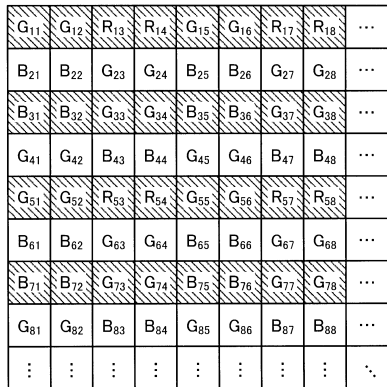 G11 G12 R13 R14 G15 G16 R17 R18 ⋯
B21 B22 G23 G24 B25 B26 G27 G28 ⋯
B31 B32 G33 G34 B35 B36 G37 G38 ⋯
G41 G42 B43 B44 G45 G46 B47 B48 ⋯
G51 G52 R53 R54 G55 G56 R57 R58 ⋯
B61 B62 G63 G64 B65 B66 G67 G68 ⋯
B71 B72 G73 G74 B75 B76 G77 G78 ⋯
G81 G82 B83 B84 G85 G86 B87 B88 ⋯
⋮ ⋮ ⋮ ⋮ ⋮ ⋮ ⋮ ⋮ ⋱